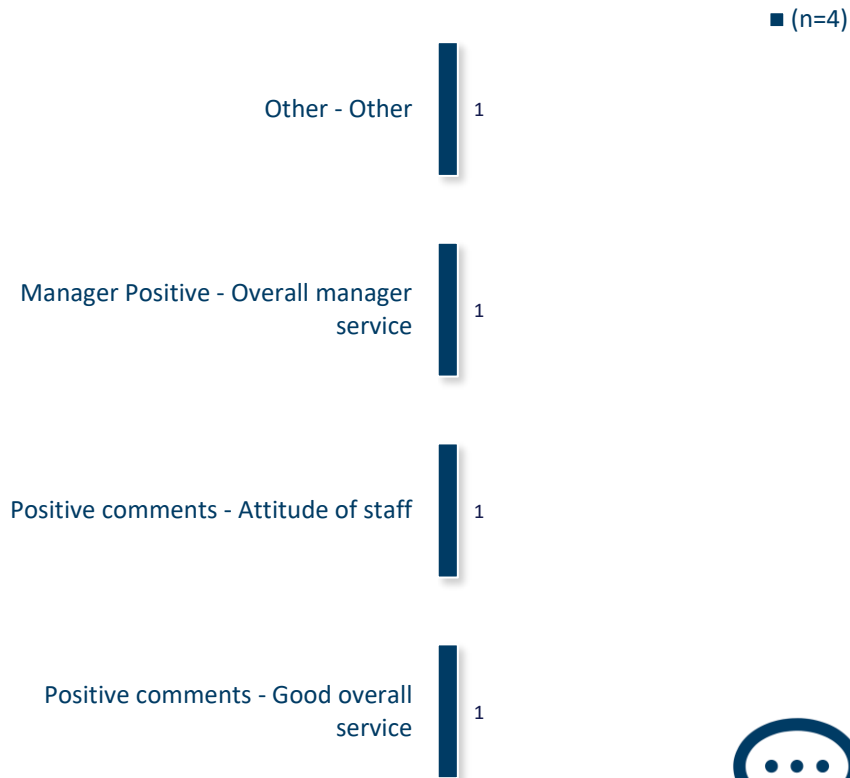 (n=4)
Other - Other
1
Manager Positive - Overall manager
service
1
Positive comments - Attitude of staff
1
Positive comments - Good overall
service
1